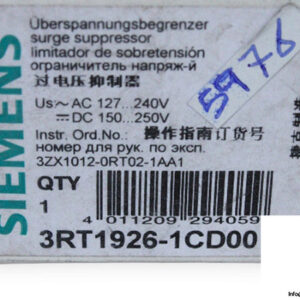 SIEMENS
Überspannungsbegrenzer
surge suppressor
limitador de sobretensión
ограничитель напряж-й
过电压抑制器
Us~ AC 127...240V
DC 150...250V
Instr. Ord.No.: 操作指南订货号
номер для рук. по эксп.
3ZX1012-0RT02-1AA1
QTY
1
4 011209 294059
3RT1926-1CD00
5976